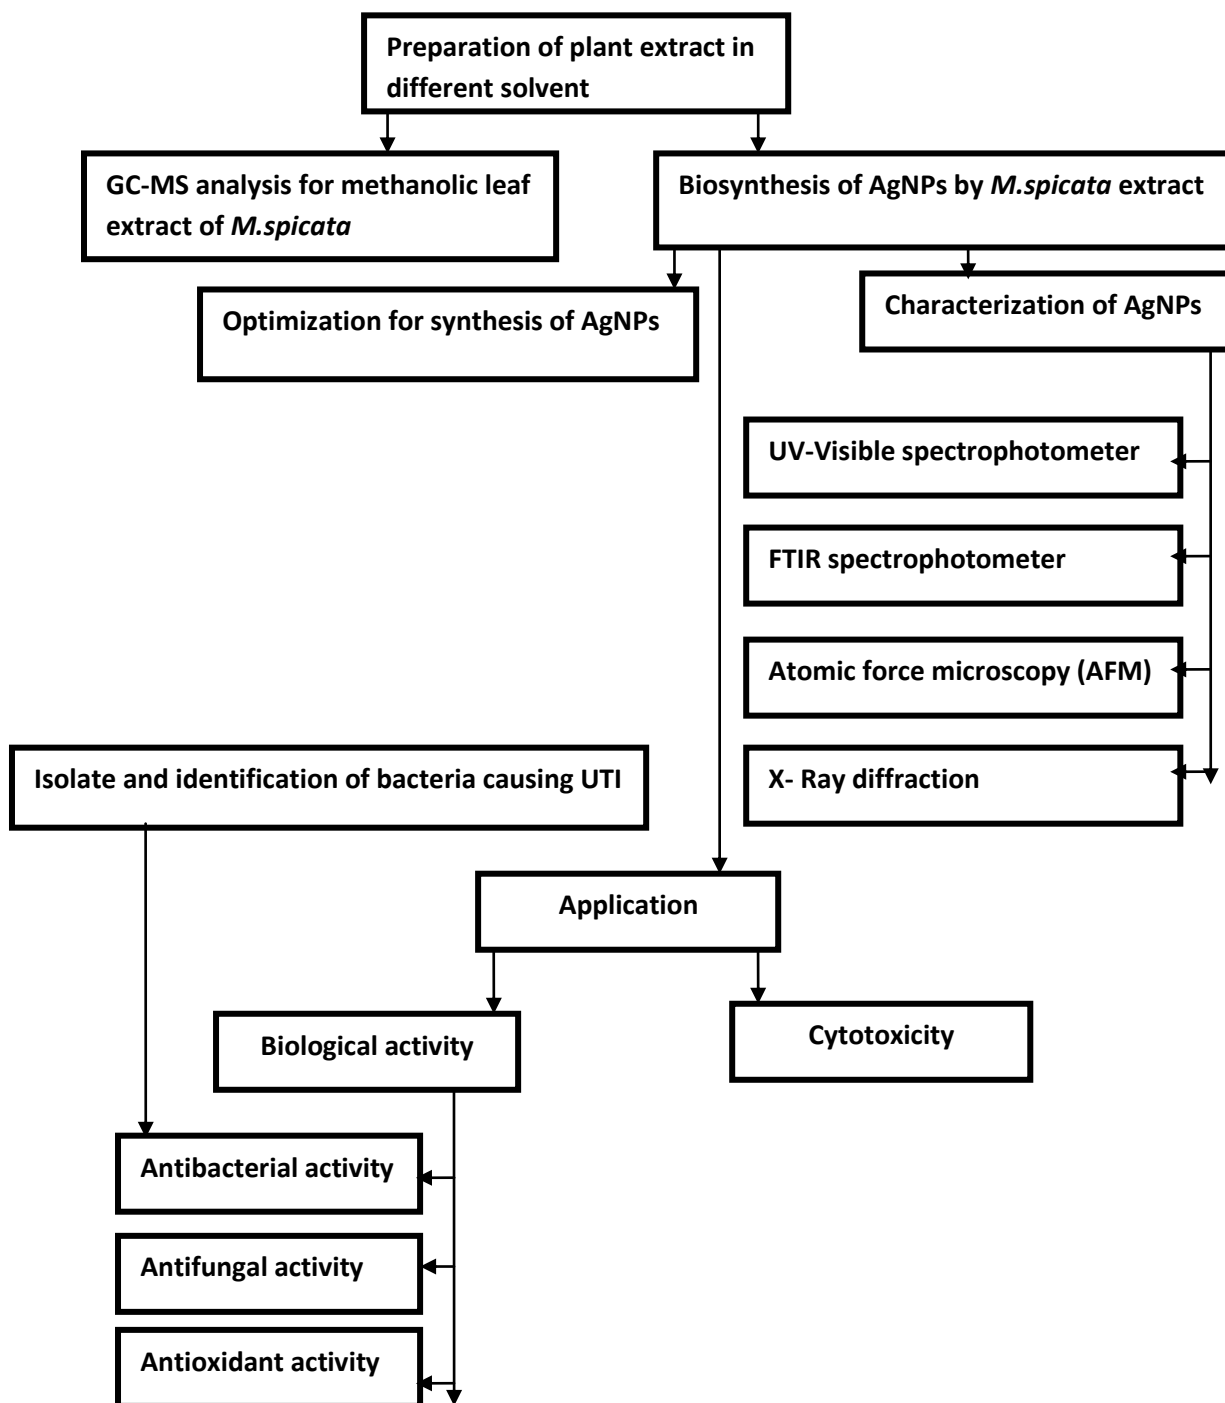 Preparation of plant extract in
different solvent
GC-MS analysis for methanolic leaf
extract of M.spicata
Biosynthesis of AgNPs by M.spicata extract
Optimization for synthesis of AgNPs
Characterization of AgNPs
UV-Visible spectrophotometer
FTIR spectrophotometer
Atomic force microscopy (AFM)
X- Ray diffraction
Isolate and identification of bacteria causing UTI
Application
Biological activity
Cytotoxicity
Antibacterial activity
Antifungal activity
Antioxidant activity